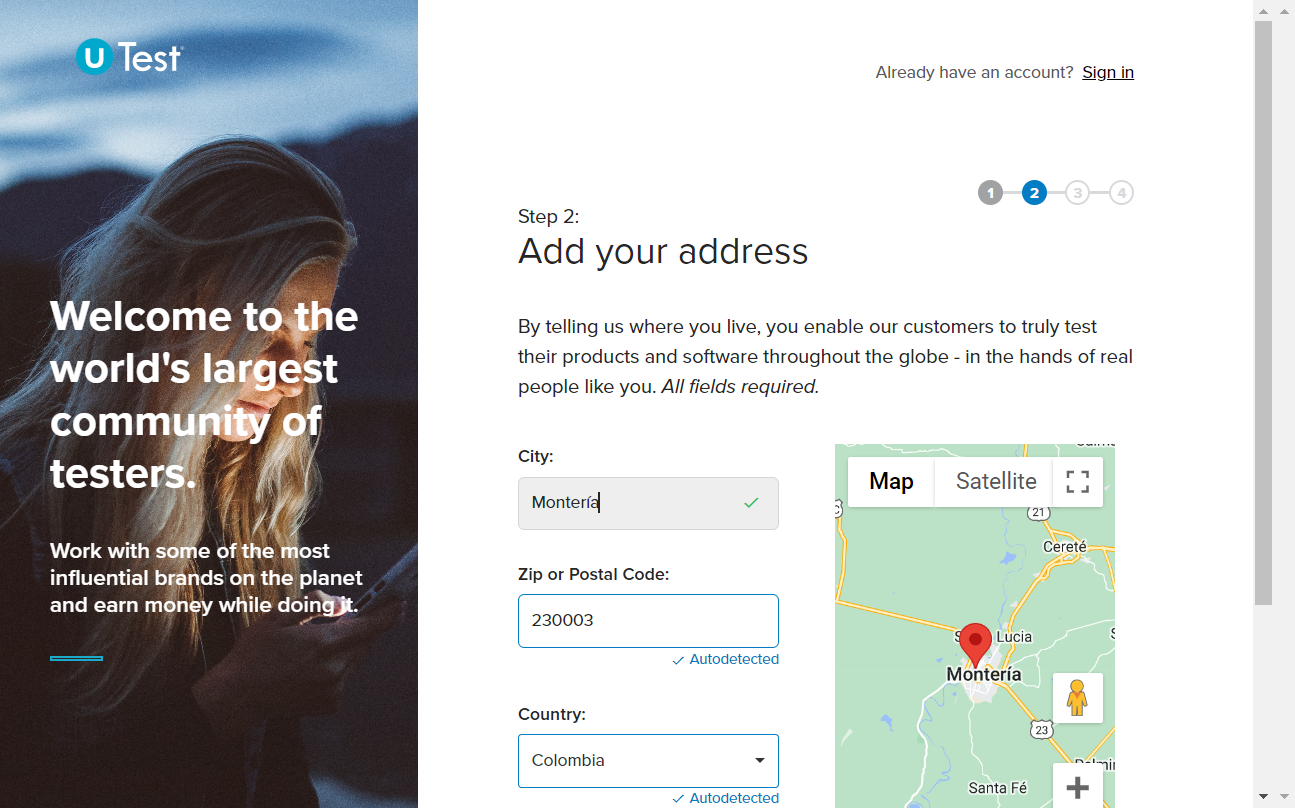 U Test
Already have an account? Sign in
1 2 3 4
Step 2:
Add your address
Welcome to the
world's largest
community of
testers.
Work with some of the most
influential brands on the planet
and earn money while doing it.
By telling us where you live, you enable our customers to truly test
their products and software throughout the globe - in the hands of real
people like you. All fields required.
City:
Montería
Zip or Postal Code:
230003
Autodetected
Country:
Colombia
Autodetected
Map Satellite
21
Cereté
Lucia
Montería
23
Santa Fé